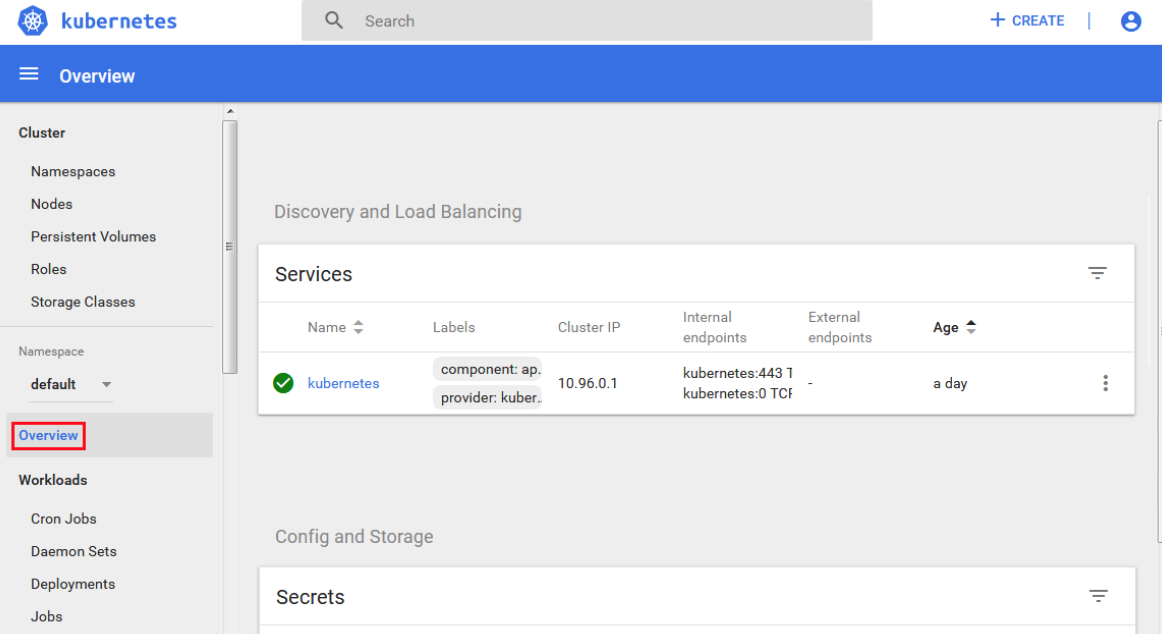 kubernetes
Search
+ CREATE
Overview
Cluster
Namespaces
Nodes
Persistent Volumes
Roles
Storage Classes
Namespace
default
Overview
Workloads
Cron Jobs
Daemon Sets
Deployments
Jobs
Discovery and Load Balancing
Services
Name Labels Cluster IP Internal endpoints External endpoints Age
kubernetes
component: ap.
provider: kuber..
10.96.0.1
kubernetes:443 T
kubernetes:0 TCF
-
a day
Config and Storage
Secrets